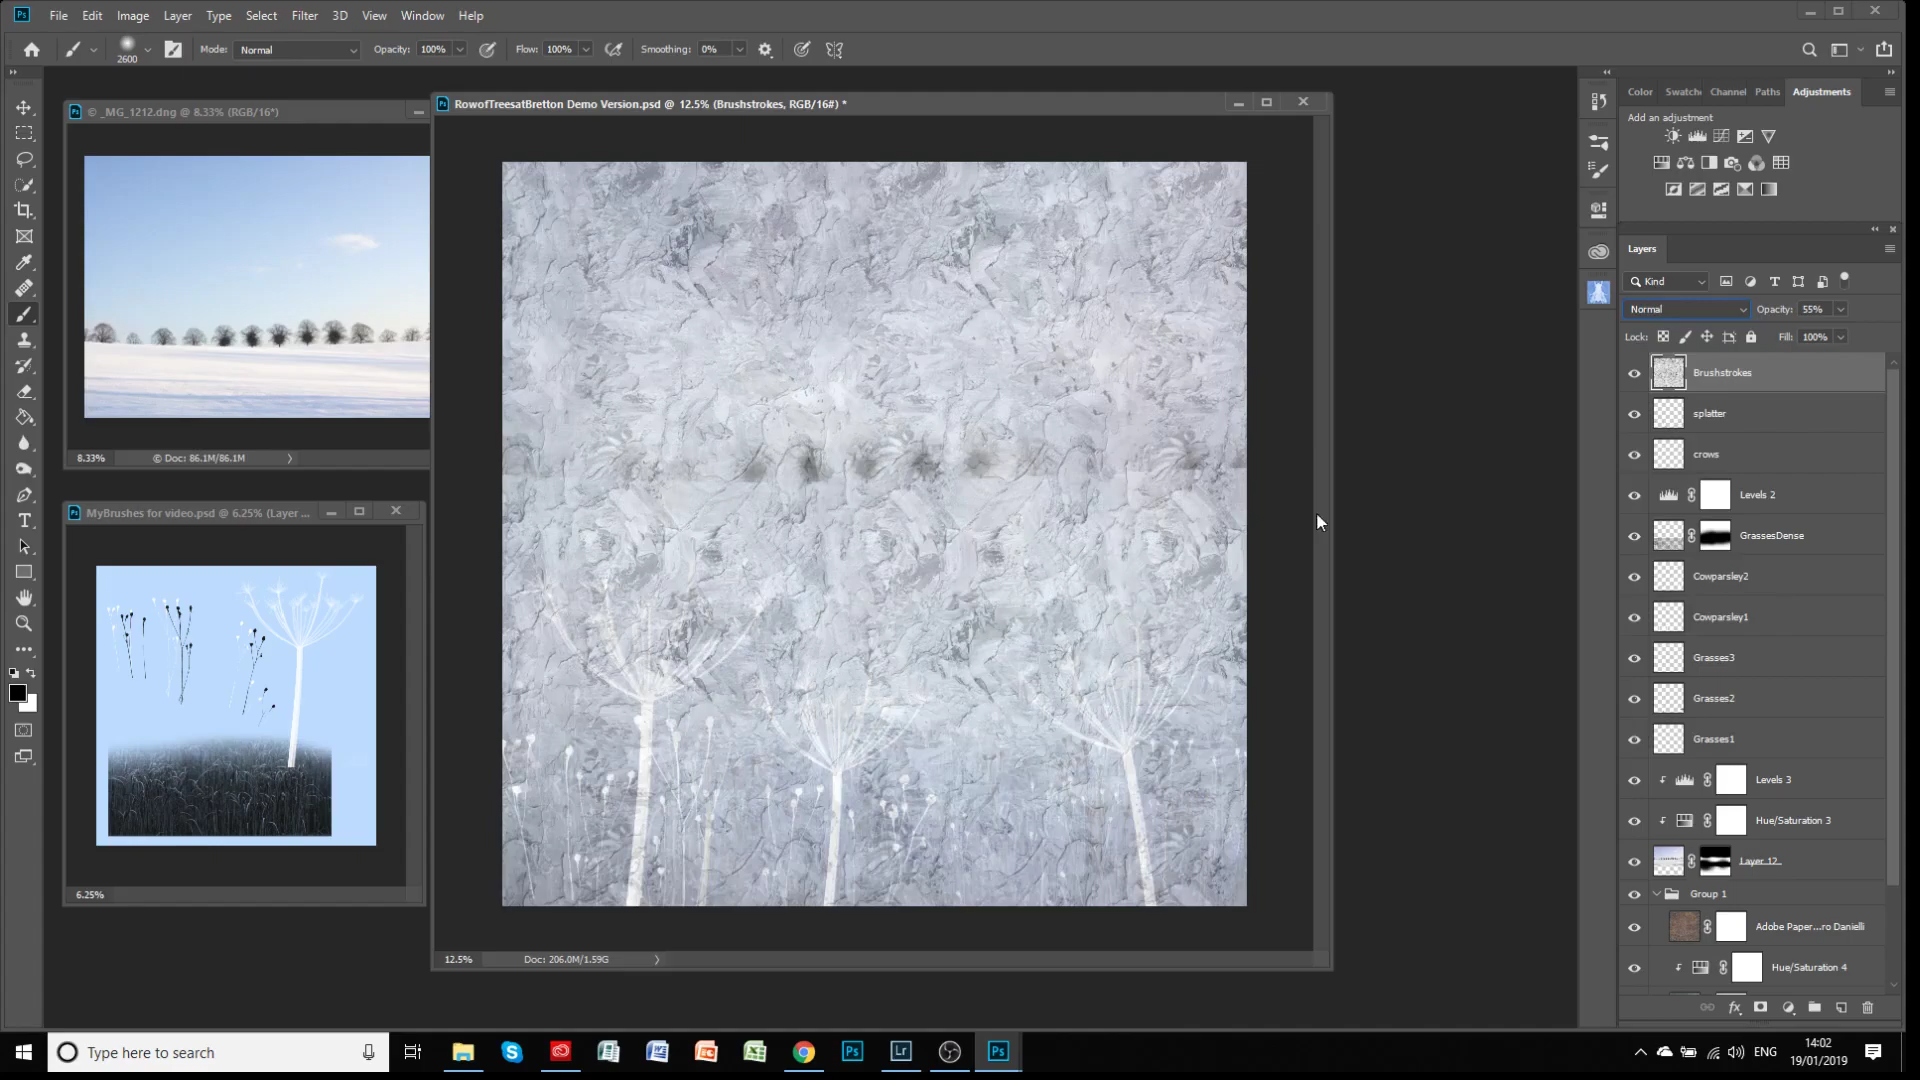 Ps File Edit Image Layer Type Select Filter 3D View Window Help
2600 Mode: Normal Opacity: 100% Flow: 100% Smoothing: 0%
© _MG_1212.dng @ 8.33% (RGB/16*)
8.33% © Doc: 86.1M/86.1M
MyBrushes for video.psd @ 6.25% (Layer ...
6.25%
RowofTreesatBretton Demo Version.psd @ 12.5% (Brushstrokes, RGB/16#) *
12.5% Doc: 206.0M/1.59G
Color Swatch Channel Paths Adjustments
Add an adjustment
Layers
Kind
Normal Opacity: 55%
Lock: Fill: 100%
Brushstrokes
splatter
crows
Levels 2
GrassesDense
Cowparsley2
Cowparsley1
Grasses3
Grasses2
Grasses1
Levels 3
Hue/Saturation 3
Layer 12
Group 1
Adobe Paper...ro Danielli
Hue/Saturation 4
fx
Type here to search
Ps Lr Ps
ENG
14:02
19/01/2019